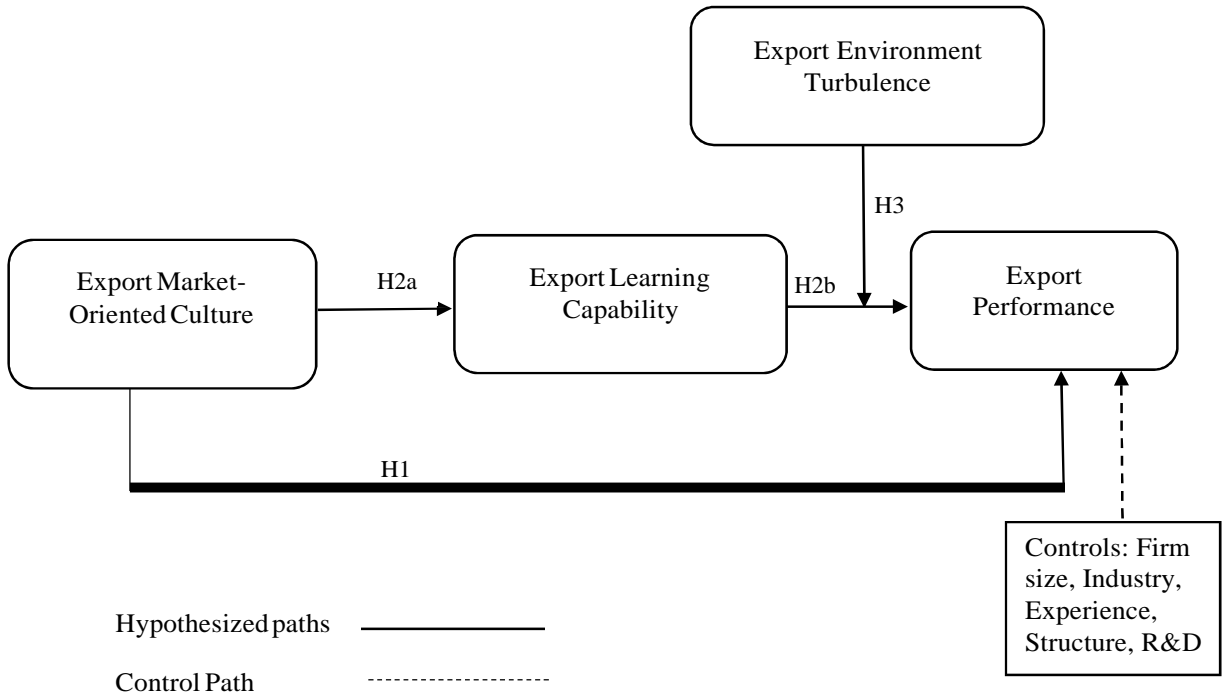 Export Environment
Turbulence
H3
Export Market-
Oriented Culture
H2a
Export Learning
Capability
H2b
Export
Performance
H1
Controls: Firm
size, Industry,
Experience,
Structure, R&D
Hypothesized paths
Control Path